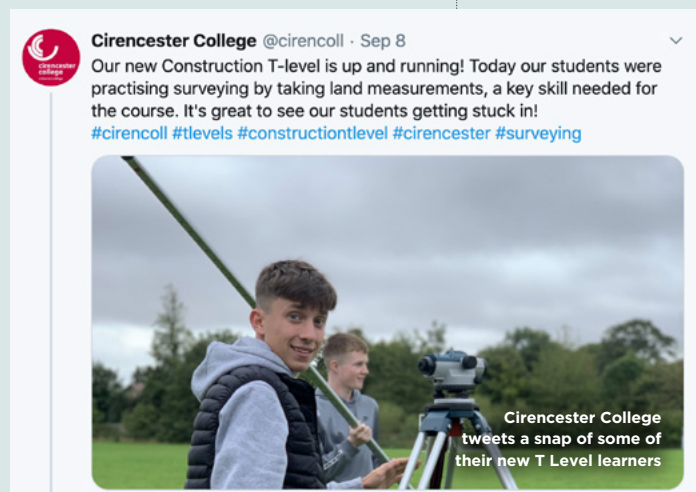 Cirencester College @cirencoll · Sep 8
Our new Construction T-level is up and running! Today our students were
practising surveying by taking land measurements, a key skill needed for
the course. It's great to see our students getting stuck in!
#cirencoll #tlevels #constructiontlevel #cirencester #surveying
cirencester
college
Cirencester College
tweets a snap of some of
their new T Level learners